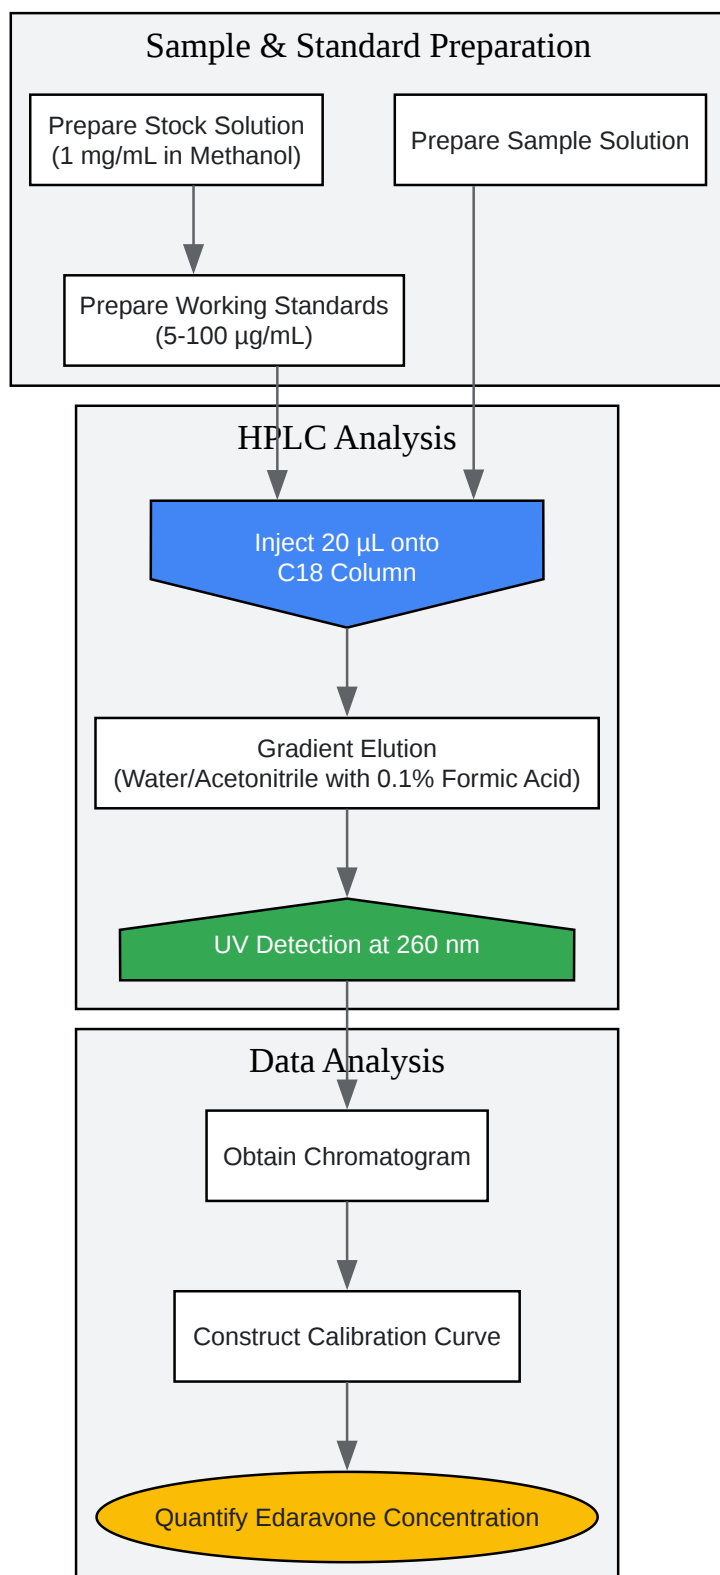 Sample & Standard Preparation
Prepare Stock Solution
(1 mg/mL in Methanol)
Prepare Sample Solution
Prepare Working Standards
(5-100 µg/mL)
HPLC Analysis
Inject 20 µL onto
C18 Column
Gradient Elution
(Water/Acetonitrile with 0.1% Formic Acid)
UV Detection at 260 nm
Data Analysis
Obtain Chromatogram
Construct Calibration Curve
Quantify Edaravone Concentration